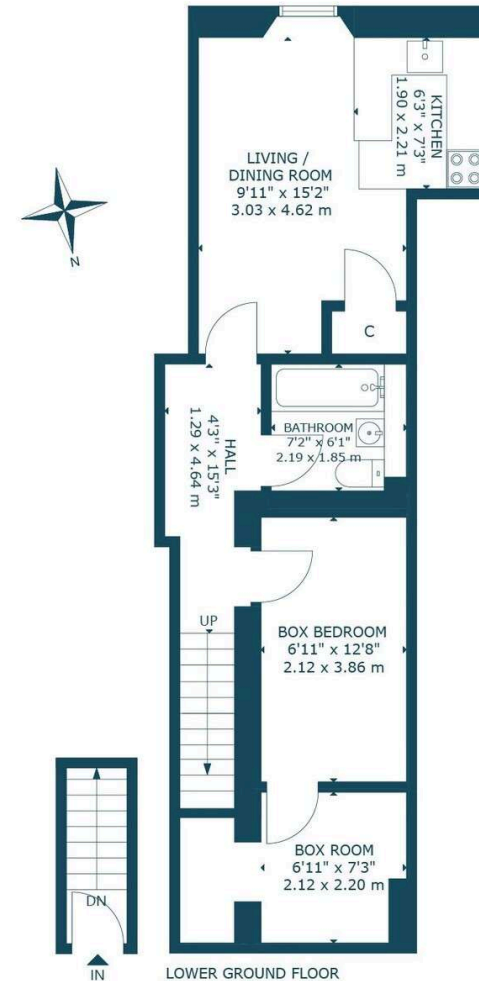 KITCHEN
6'3" x 7'3"
1.90 x 2.21 m
LIVING /
DINING ROOM
9'11" x 15'2"
3.03 x 4.62 m
N
C
HALL
4'3" x 15'3"
1.29 x 4.64 m
BATHROOM
7'2" x 6'1"
2.19 x 1.85 m
UP
BOX BEDROOM
6'11" x 12'8"
2.12 x 3.86 m
BOX ROOM
6'11" x 7'3"
2.12 x 2.20 m
DN
IN
LOWER GROUND FLOOR